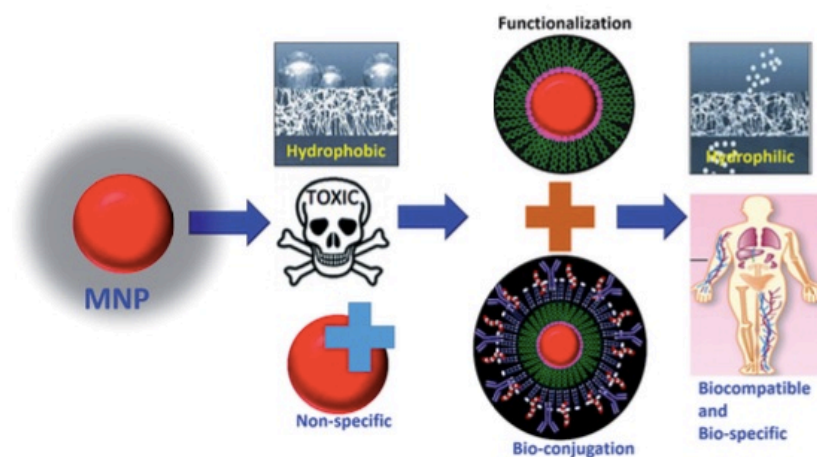 MNP
Hydrophobic
TOXIC
Non-specific
Functionalization
Bio-conjugation
Hydrophilic
Biocompatible
and
Bio-specific